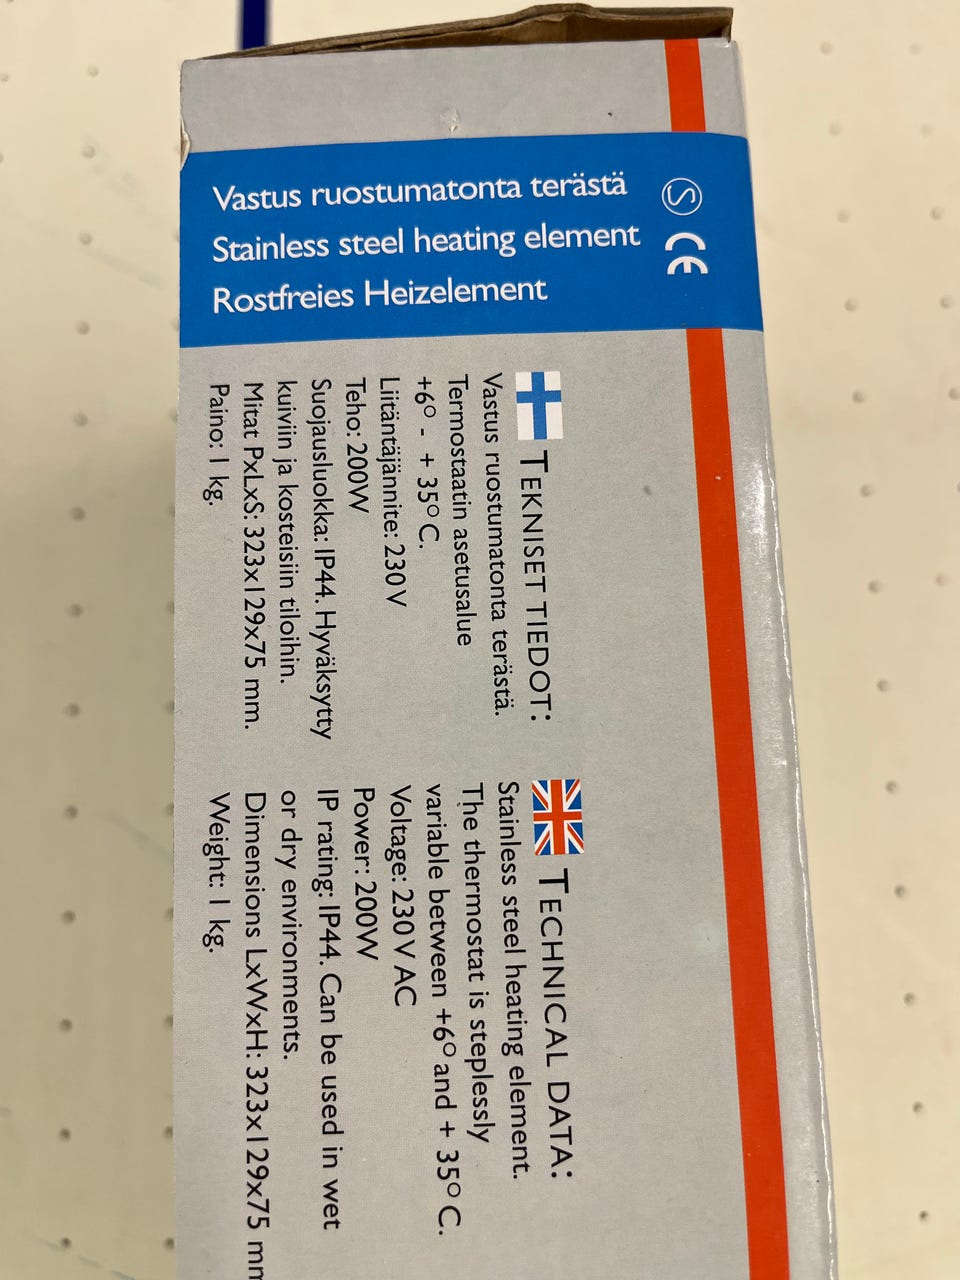 Vastus ruostumatonta terästä
Stainless steel heating element
Rostfreies Heizelement
S
CE
TEKNISET TIEDOT:
Vastus ruostumatonta terästä.
Termostaatin asetusalue
+6° - + 35°C.
Liitäntäjännite: 230V
Teho: 200W
Suojausluokka: IP44. Hyväksytty
kuiviin ja kosteisiin tiloihin.
Mitat PxLxS: 323x129x75 mm.
Paino: 1 kg.
TECHNICAL DATA:
Stainless steel heating element.
The thermostat is steplessly
variable between +6° and + 35°C.
Voltage: 230V AC
Power: 200W
IP rating: IP44. Can be used in wet
or dry environments.
Dimensions LxWxH: 323x129x75 mm
Weight: 1 kg.